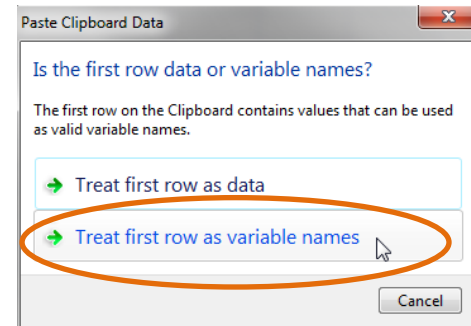 Paste Clipboard Data
Is the first row data or variable names?
The first row on the Clipboard contains values that can be used
as valid variable names.
Treat first row as data
Treat first row as variable names
Cancel